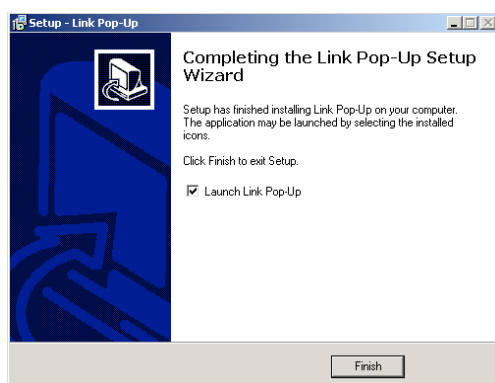 Setup - Link Pop-Up
Completing the Link Pop-Up Setup
Wizard
Setup has finished installing Link Pop-Up on your computer.
The application may be launched by selecting the installed
icons.
Click Finish to exit Setup.
Launch Link Pop-Up
Finish